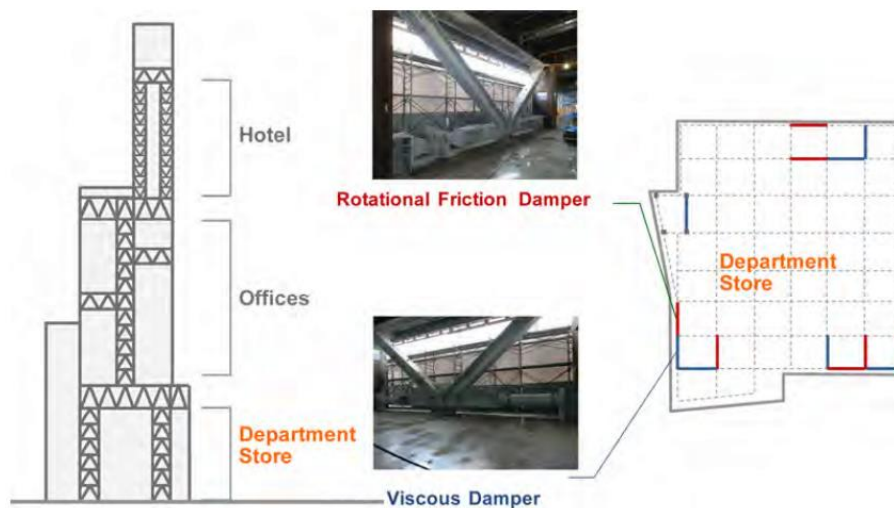 Hotel
Offices
Department
Store
Rotational Friction Damper
Viscous Damper
Department
Store